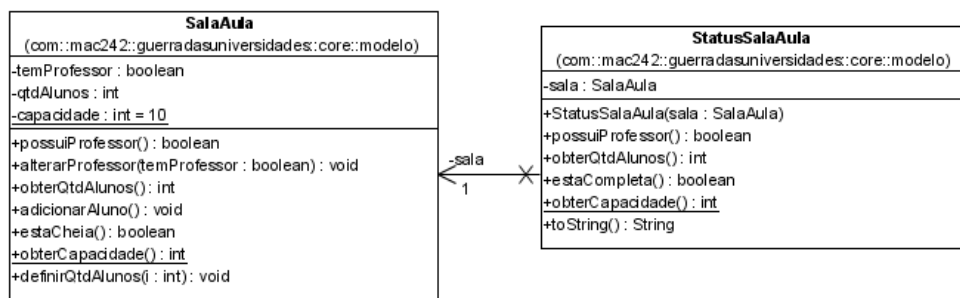 SalaAula
(com::mac242::guerradasuniversidades::core::modelo)
-temProfessor : boolean
-qtdAlunos : int
-capacidade : int = 10
+possuiProfessor() : boolean
+alterarProfessor(temProfessor : boolean) : void
+obterQtdAlunos() : int
+adicionarAluno() : void
+estaCheia() : boolean
+obterCapacidade() : int
+definirQtdAlunos(i : int) : void
-sala
1
StatusSalaAula
(com::mac242::guerradasuniversidades::core::modelo)
-sala : SalaAula
+StatusSalaAula(sala : SalaAula)
+possuiProfessor() : boolean
+obterQtdAlunos() : int
+estaCompleta() : boolean
+obterCapacidade() : int
+toString() : String